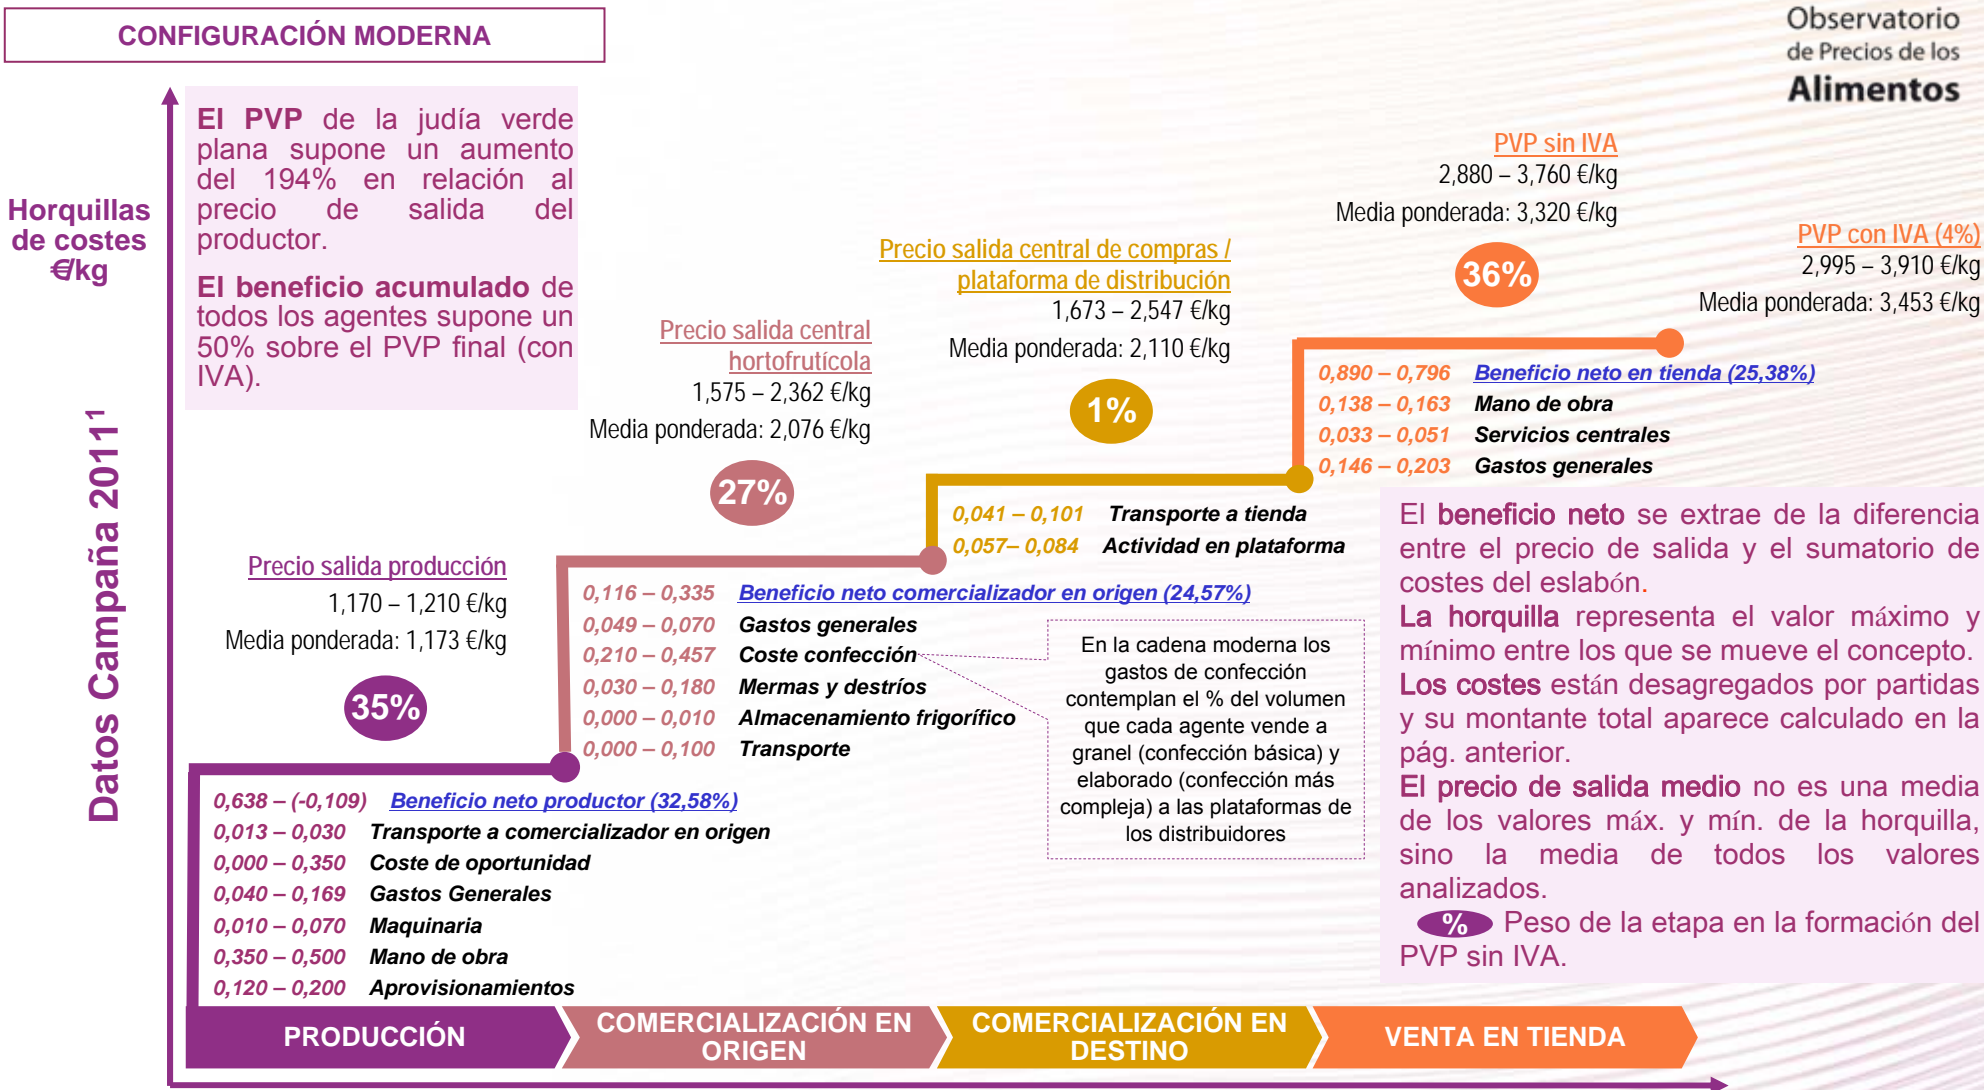 CONFIGURACIÓN MODERNA
Observatorio
de Precios de los
Alimentos
Horquillas
de costes
€/kg
Datos Campaña 2011¹
El PVP de la judía verde
plana supone un aumento
del 194% en relación al
precio de salida del
productor.
El beneficio acumulado de
todos los agentes supone un
50% sobre el PVP final (con
IVA).
Precio salida producción
1,170 – 1,210 €/kg
Media ponderada: 1,173 €/kg
35%
Precio salida central
hortofrutícola
1,575 – 2,362 €/kg
Media ponderada: 2,076 €/kg
27%
Precio salida central de compras /
plataforma de distribución
1,673 – 2,547 €/kg
Media ponderada: 2,110 €/kg
1%
PVP sin IVA
2,880 – 3,760 €/kg
Media ponderada: 3,320 €/kg
36%
PVP con IVA (4%)
2,995 – 3,910 €/kg
Media ponderada: 3,453 €/kg
0,890 – 0,796 Beneficio neto en tienda (25,38%)
0,138 – 0,163 Mano de obra
0,033 – 0,051 Servicios centrales
0,146 – 0,203 Gastos generales
0,041 – 0,101 Transporte a tienda
0,057– 0,084 Actividad en plataforma
0,116 – 0,335 Beneficio neto comercializador en origen (24,57%)
0,049 – 0,070 Gastos generales
0,210 – 0,457 Coste confección
0,030 – 0,180 Mermas y destríos
0,000 – 0,010 Almacenamiento frigorífico
0,000 – 0,100 Transporte
En la cadena moderna los
gastos de confección
contemplan el % del volumen
que cada agente vende a
granel (confección básica) y
elaborado (confección más
compleja) a las plataformas de
los distribuidores
0,638 – (-0,109) Beneficio neto productor (32,58%)
0,013 – 0,030 Transporte a comercializador en origen
0,000 – 0,350 Coste de oportunidad
0,040 – 0,169 Gastos Generales
0,010 – 0,070 Maquinaria
0,350 – 0,500 Mano de obra
0,120 – 0,200 Aprovisionamientos
El beneficio neto se extrae de la diferencia
entre el precio de salida y el sumatorio de
costes del eslabón.
La horquilla representa el valor máximo y
mínimo entre los que se mueve el concepto.
Los costes están desagregados por partidas
y su montante total aparece calculado en la
pág. anterior.
El precio de salida medio no es una media
de los valores máx. y mín. de la horquilla,
sino la media de todos los valores
analizados.
% Peso de la etapa en la formación del
PVP sin IVA.
PRODUCCIÓN
COMERCIALIZACIÓN EN
ORIGEN
COMERCIALIZACIÓN EN
DESTINO
VENTA EN TIENDA